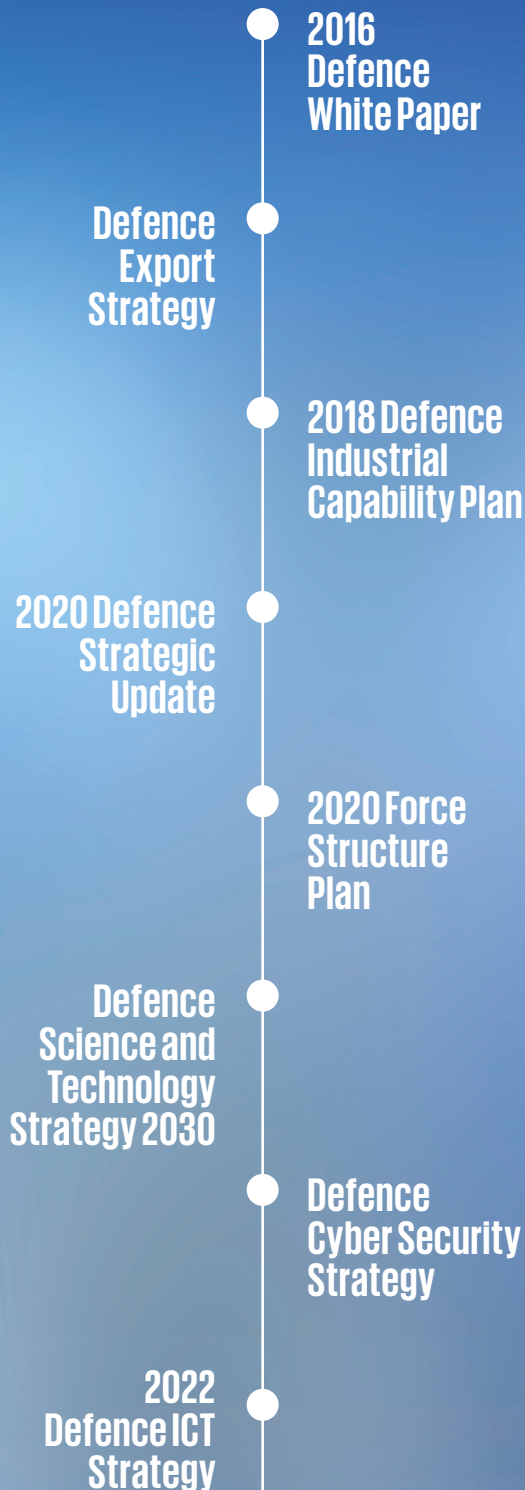 2016
Defence
White Paper
Defence
Export
Strategy
2018 Defence
Industrial
Capability Plan
2020 Defence
Strategic
Update
2020 Force
Structure
Plan
Defence
Science and
Technology
Strategy 2030
Defence
Cyber Security
Strategy
2022
Defence ICT
Strategy